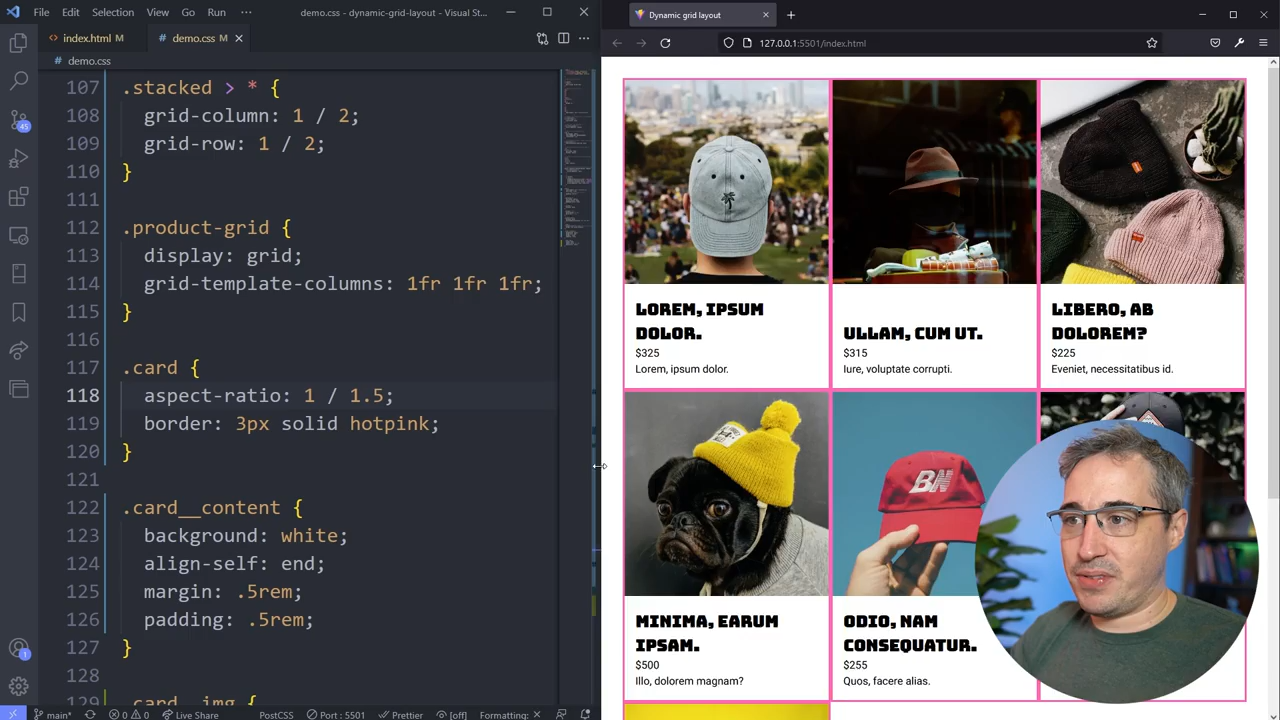 File Edit Selection View Go Run ··· demo.css - dynamic-grid-layout - Visual St...
index.html M
demo.css M
demo.css
107 .stacked > * {
108 grid-column: 1 / 2;
109 grid-row: 1 / 2;
110 }
111
112 .product-grid {
113 display: grid;
114 grid-template-columns: 1fr 1fr 1fr;
115 }
116
117 .card {
118 aspect-ratio: 1 / 1.5;
119 border: 3px solid hotpink;
120 }
121
122 .card__content {
123 background: white;
124 align-self: end;
125 margin: .5rem;
126 padding: .5rem;
127 }
128
129 .card__img {
45
1
main* 0 0 Live Share PostCSS Port : 5501 Prettier [off] Formatting: ×
Dynamic grid layout
127.0.0.1:5501/index.html
LOREM, IPSUM
DOLOR.
$325
Lorem, ipsum dolor.
ULLAM, CUM UT.
$315
Iure, voluptate corrupti.
LIBERO, AB
DOLOREM?
$225
Eveniet, necessitatibus id.
MINIMA, EARUM
IPSAM.
$500
Illo, dolorem magnam?
BN
ODIO, NAM
CONSEQUATUR.
$255
Quos, facere alias.